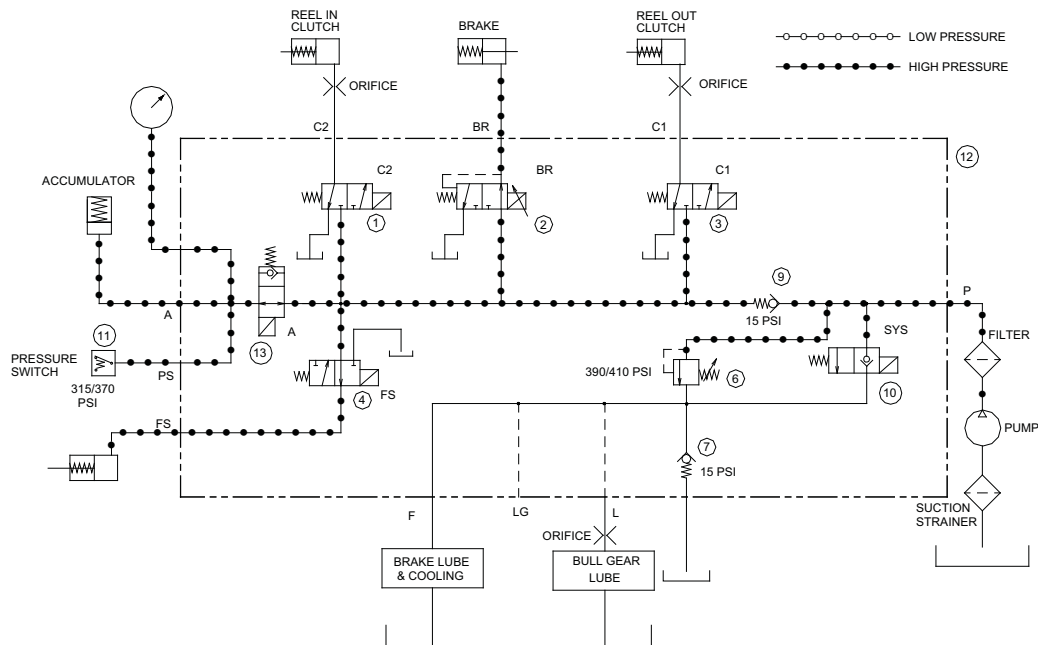 REEL IN
CLUTCH
BRAKE
REEL OUT
CLUTCH
LOW PRESSURE
HIGH PRESSURE
ORIFICE
ORIFICE
C2
BR
C1
12
ACCUMULATOR
C2
BR
C1
1
2
3
9
P
A
A
15 PSI
SYS
FILTER
11
13
PRESSURE
SWITCH
PS
315/370
PSI
390/410 PSI
6
4
FS
10
FS
PUMP
7
15 PSI
F
LG
L
SUCTION
STRAINER
ORIFICE
BRAKE LUBE
& COOLING
BULL GEAR
LUBE